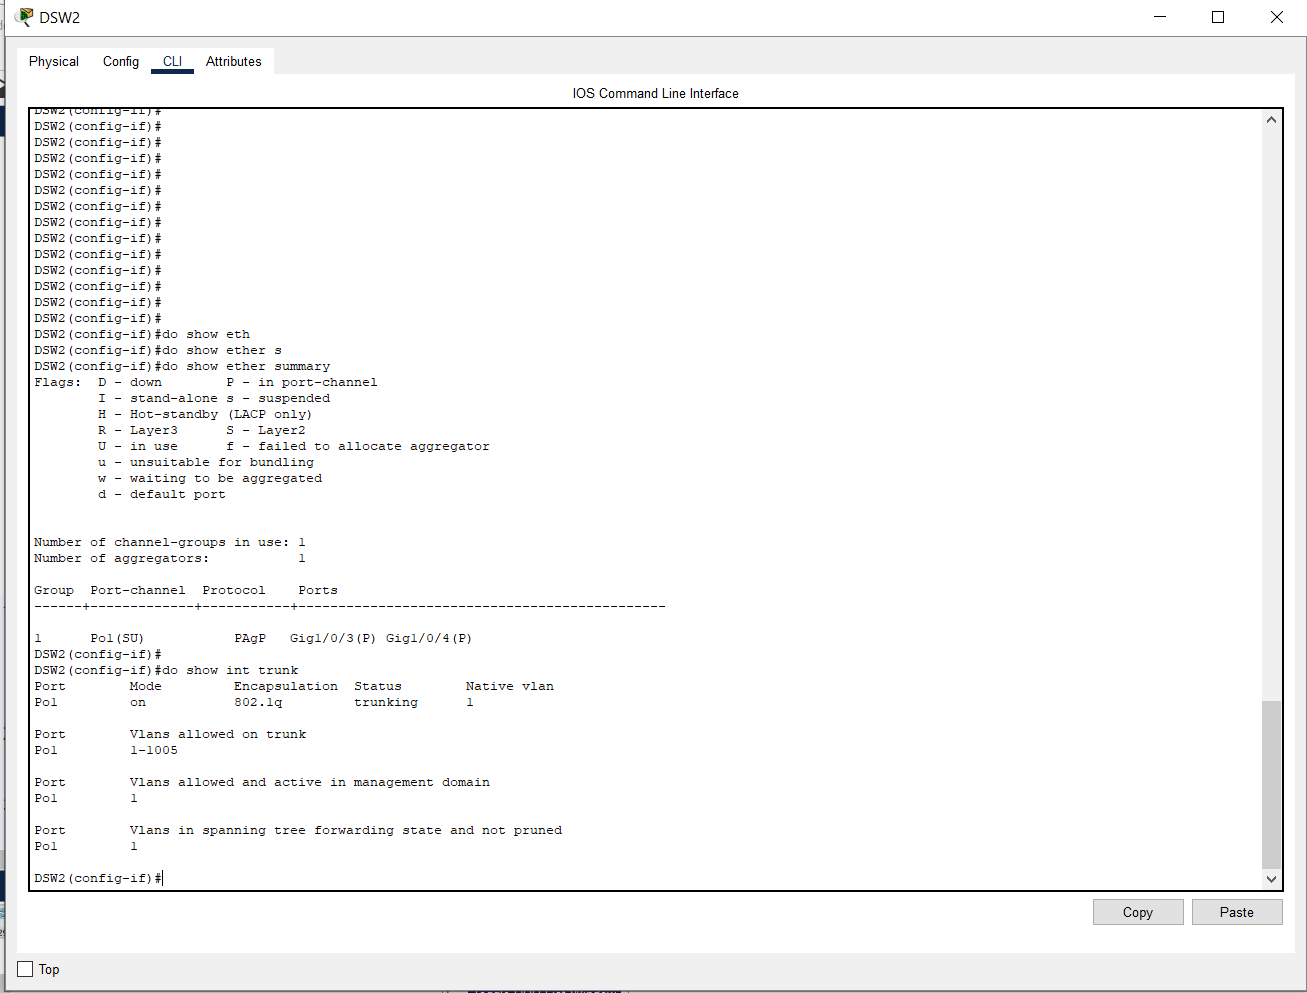 DSW2
Physical Config CLI Attributes
IOS Command Line Interface
DSW2(config-if)#
DSW2(config-if)#
DSW2(config-if)#
DSW2(config-if)#
DSW2(config-if)#
DSW2(config-if)#
DSW2(config-if)#
DSW2(config-if)#
DSW2(config-if)#
DSW2(config-if)#
DSW2(config-if)#
DSW2(config-if)#
DSW2(config-if)#
DSW2(config-if)#
DSW2(config-if)#do show eth
DSW2(config-if)#do show ether s
DSW2(config-if)#do show ether summary
Flags:  D - down        P - in port-channel
        I - stand-alone s - suspended
        H - Hot-standby (LACP only)
        R - Layer3      S - Layer2
        U - in use      f - failed to allocate aggregator
        u - unsuitable for bundling
        w - waiting to be aggregated
        d - default port
Number of channel-groups in use: 1
Number of aggregators:           1
Group  Port-channel  Protocol    Ports
------+-------------+-----------+----------------------------------------------
1      Po1(SU)           PAgP   Gig1/0/3(P) Gig1/0/4(P)
DSW2(config-if)#
DSW2(config-if)#do show int trunk
Port        Mode         Encapsulation  Status        Native vlan
Po1         on           802.1q         trunking      1
Port        Vlans allowed on trunk
Po1         1-1005
Port        Vlans allowed and active in management domain
Po1         1
Port        Vlans in spanning tree forwarding state and not pruned
Po1         1
DSW2(config-if)#
Copy Paste
Top